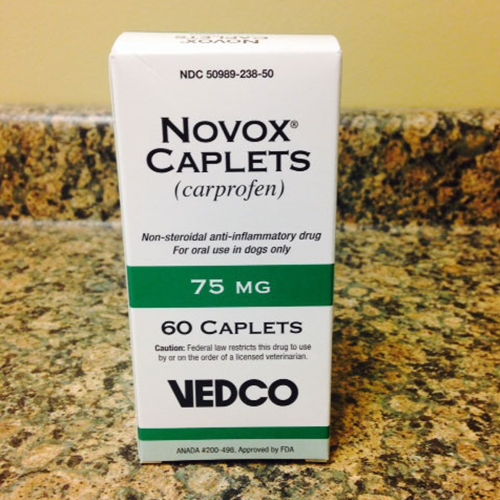 NOVOX
CAPLETS
NDC 50989-238-50
NOVOX®
CAPLETS
(carprofen)
Non-steroidal anti-inflammatory drug
For oral use in dogs only
75 MG
60 CAPLETS
Caution: Federal law restricts this drug to use
by or on the order of a licensed veterinarian.
VEDCO
ANADA #200-498, Approved by FDA